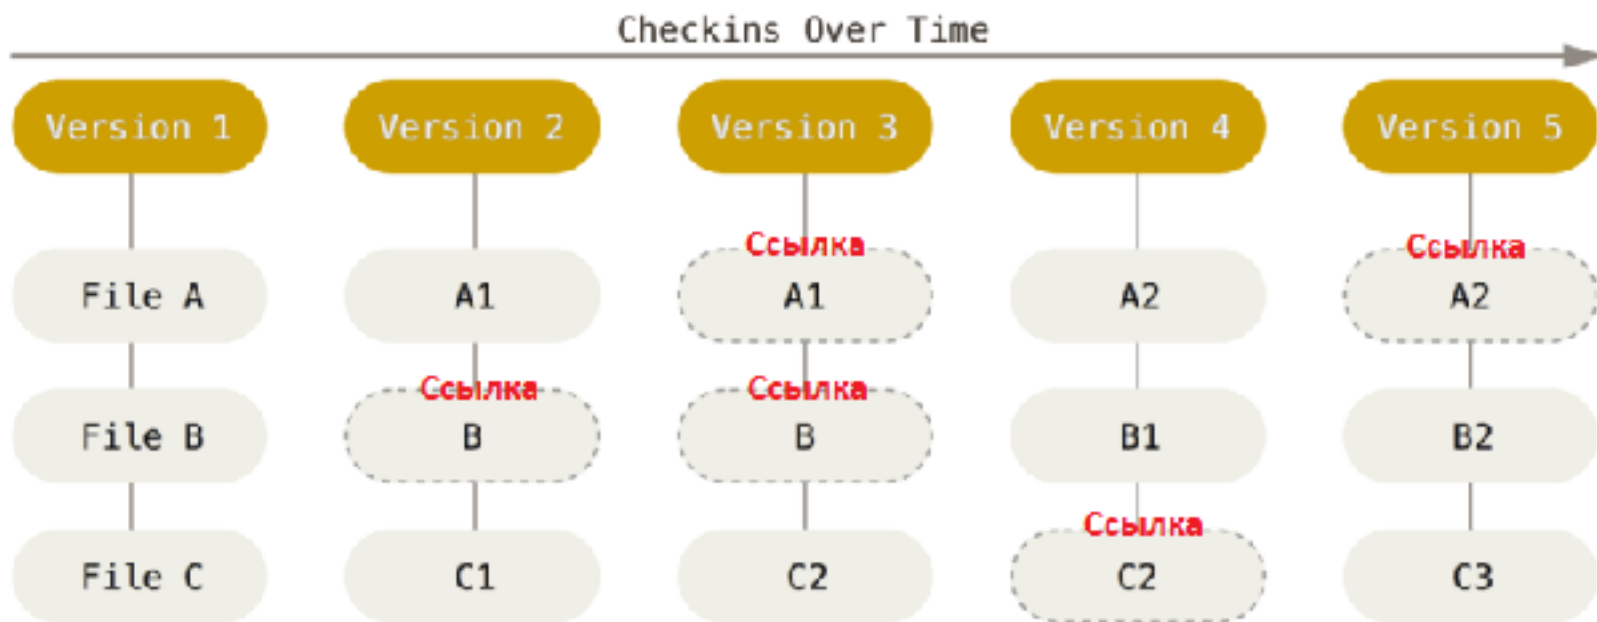 Checkins Over Time
Version 1 Version 2 Version 3 Version 4 Version 5
Ссылка Ссылка
File A A1 A1 A2 A2
Ссылка Ссылка
File B B B B1 B2
Ссылка
File C C1 C2 C2 C3